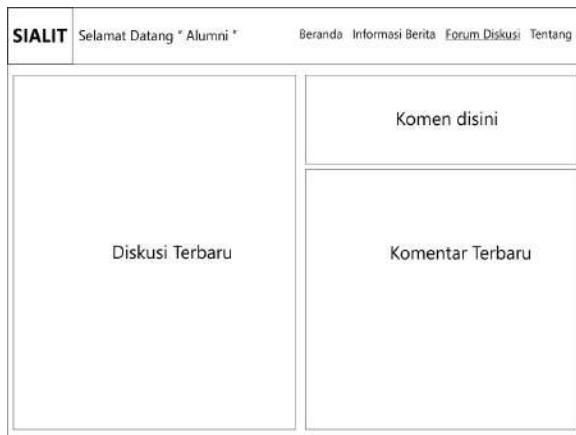 SIALIT Selamat Datang " Alumni " Beranda Informasi Berita Forum Diskusi Tentang
Komen disini
Diskusi Terbaru
Komentar Terbaru